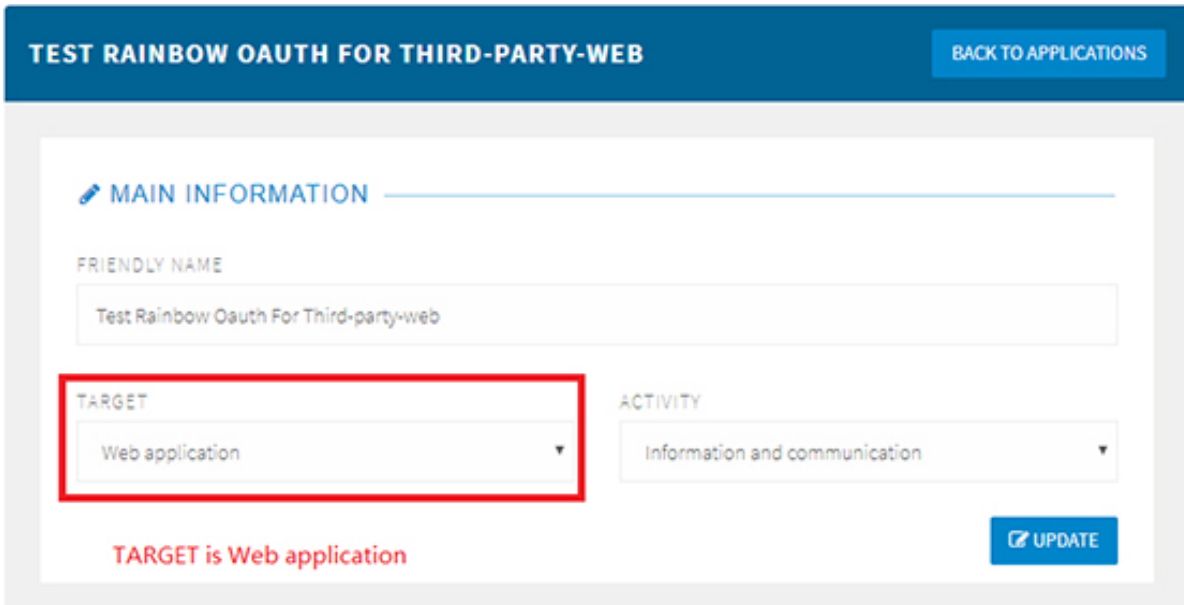 TEST RAINBOW OAUTH FOR THIRD-PARTY-WEB
BACK TO APPLICATIONS
MAIN INFORMATION
FRIENDLY NAME
Test Rainbow Oauth For Third-party-web
TARGET
ACTIVITY
Web application
Information and communication
TARGET is Web application
UPDATE